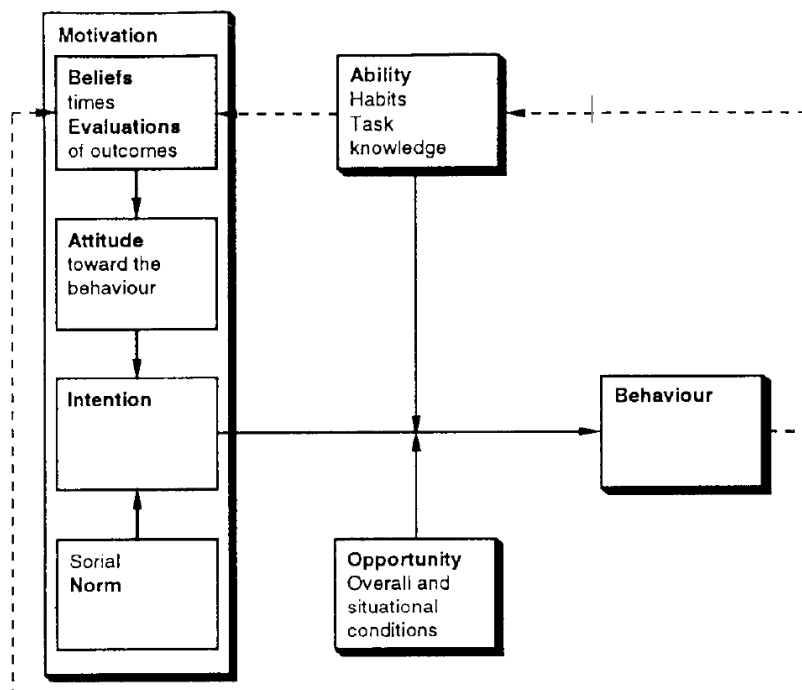 Motivation
Beliefs
times
Evaluations
of outcomes
Attitude
toward the
behaviour
Intention
Sorial
Norm
Ability
Habits
Task
knowledge
Opportunity
Overall and
situational
conditions
Behaviour